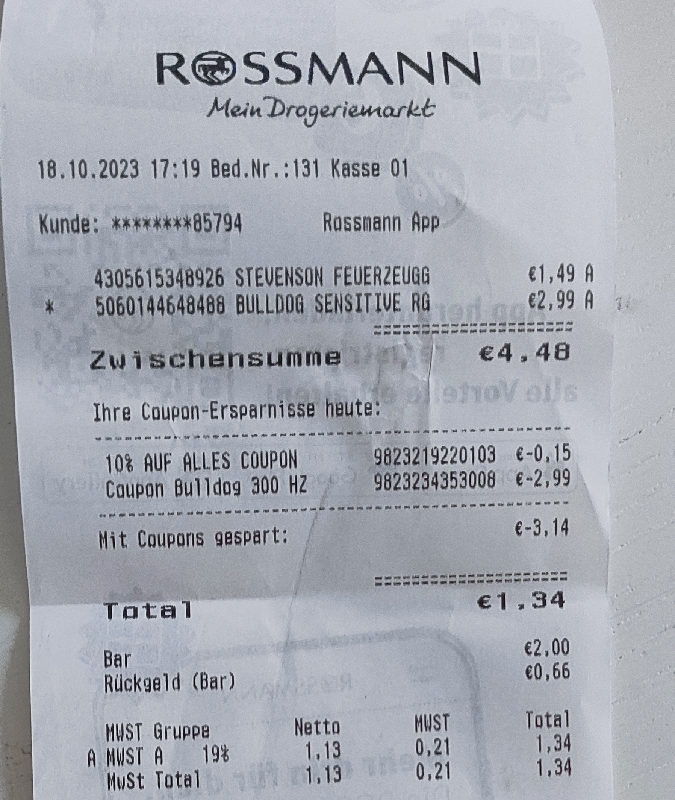 ROSSMANN
Mein Drogeriemarkt
18.10.2023 17:19 Bed.Nr.:131 Kasse 01
Kunde: ********85794 Rossmann App
4305615348926 STEVENSON FEUERZEUGG €1,49 A
* 5060144648488 BULLDOG SENSITIVE RG €2,99 A
=====================
Zwischensumme €4,48
Ihre Coupon-Ersparnisse heute:
--------------------------------------------------
10% AUF ALLES COUPON 9823219220103 €-0,15
Coupon Bulldog 300 HZ 9823234353008 €-2,99
--------------------------------------------------
Mit Coupons gespart: €-3,14
=====================
Total €1,34
Bar €2,00
Rückgeld (Bar) €0,66
MWST Gruppe Netto MWST Total
A MWST A 19% 1,13 0,21 1,34
MwSt Total 1,13 0,21 1,34